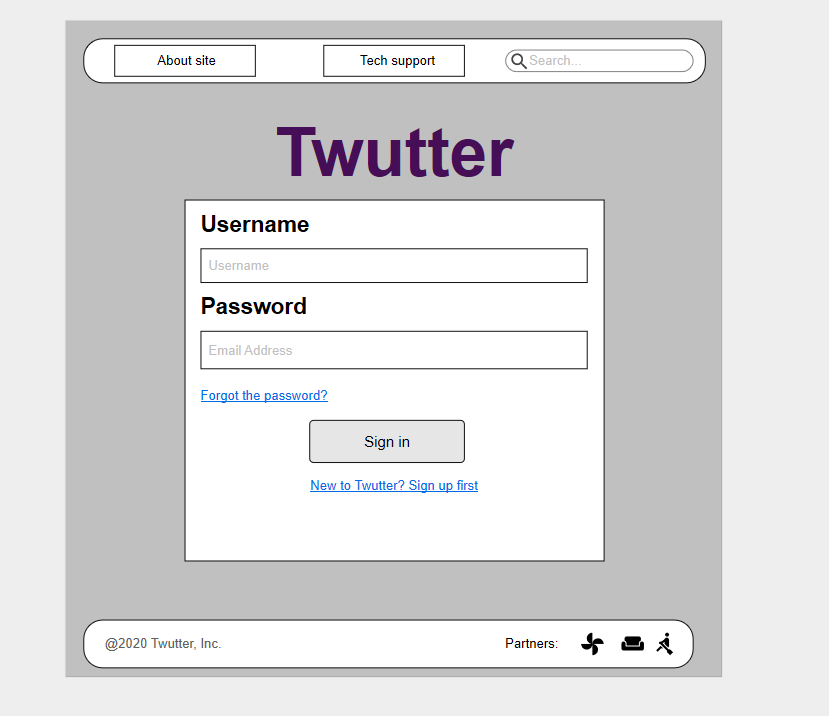 About site
Tech support
Search...
Twutter
Username
Username
Password
Email Address
Forgot the password?
Sign in
New to Twutter? Sign up first
@2020 Twutter, Inc.
Partners: